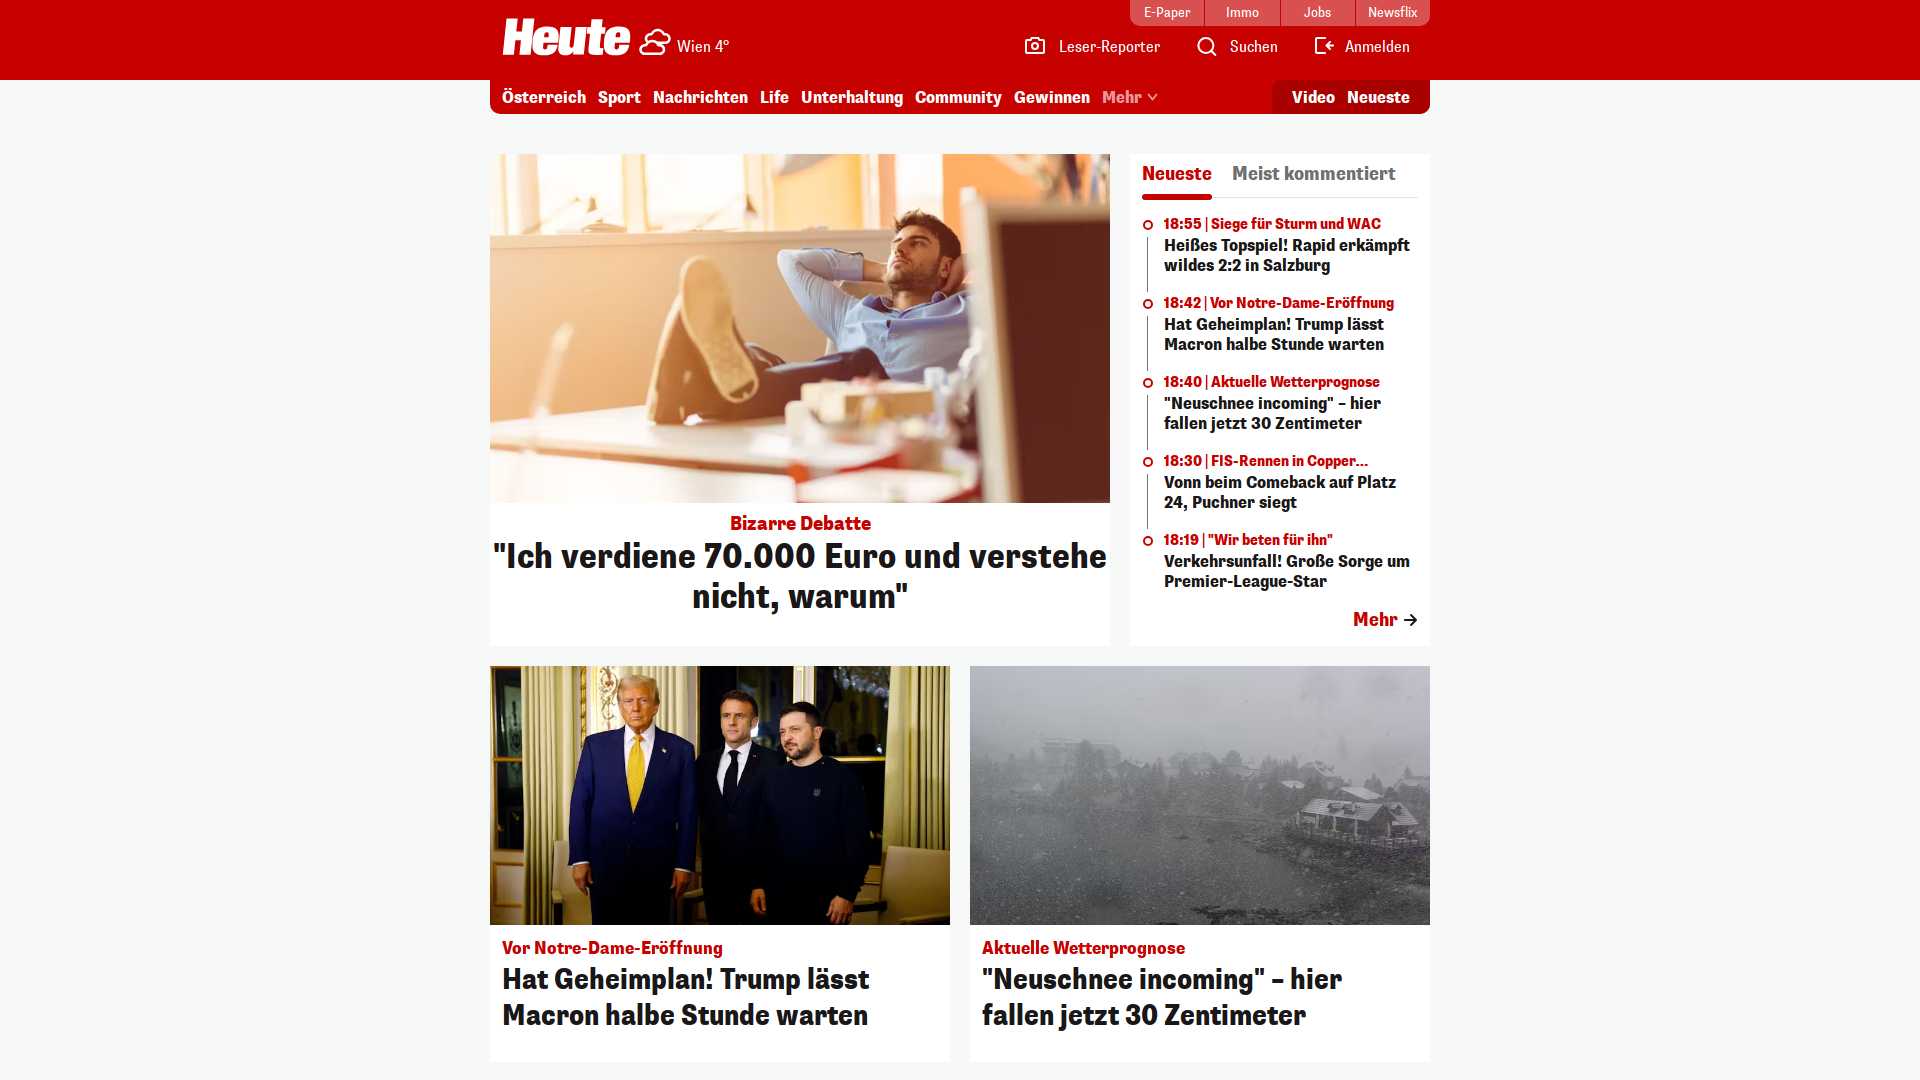 E-Paper
Immo
Jobs
Newsflix
Heute
Wien 4°
Leser-Reporter
Suchen
Anmelden
Österreich
Sport
Nachrichten
Life
Unterhaltung
Community
Gewinnen
Mehr
Video
Neueste
Bizarre Debatte
"Ich verdiene 70.000 Euro und verstehe
nicht, warum"
Neueste
Meist kommentiert
18:55 | Siege für Sturm und WAC
Heißes Topspiel! Rapid erkämpft
wildes 2:2 in Salzburg
18:42 | Vor Notre-Dame-Eröffnung
Hat Geheimplan! Trump lässt
Macron halbe Stunde warten
18:40 | Aktuelle Wetterprognose
"Neuschnee incoming" – hier
fallen jetzt 30 Zentimeter
18:30 | FIS-Rennen in Copper...
Vonn beim Comeback auf Platz
24, Puchner siegt
18:19 | "Wir beten für ihn"
Verkehrsunfall! Große Sorge um
Premier-League-Star
Mehr
Vor Notre-Dame-Eröffnung
Hat Geheimplan! Trump lässt
Macron halbe Stunde warten
Aktuelle Wetterprognose
"Neuschnee incoming" – hier
fallen jetzt 30 Zentimeter